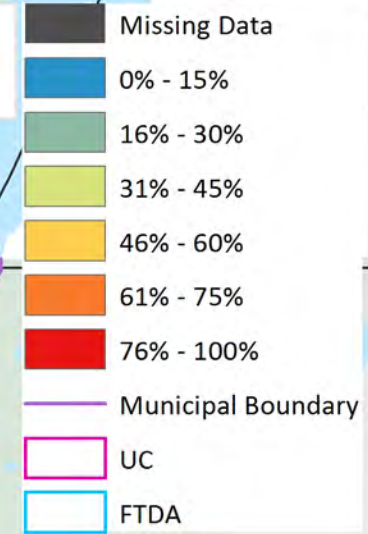 Missing Data
0% - 15%
16% - 30%
31% - 45%
46% - 60%
61% - 75%
76% - 100%
Municipal Boundary
UC
FTDA